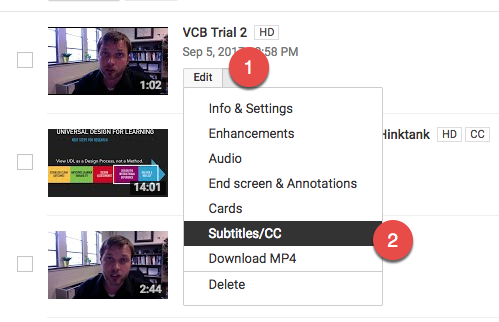 VCB Trial 2 HD
Sep 5, 201 :58 PM
1:02
Edit
1
Info & Settings
Enhancements
UNIVERSAL DESIGN FOR LEARNING
Hinktank HD CC
Audio
View UDL as a Design Process, not a Method.
End screen & Annotations
14:01
Cards
Subtitles/CC
2
Download MP4
Delete
2:44